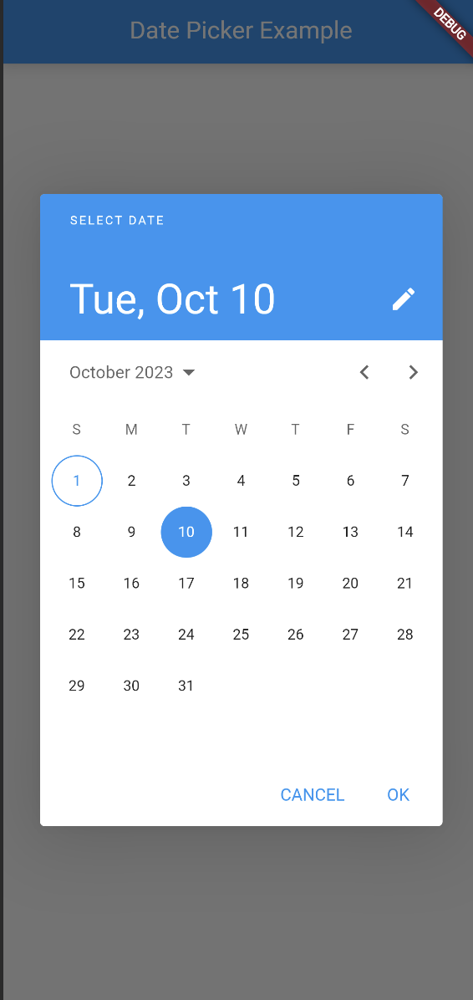 Date Picker Example
DEBUG
SELECT DATE
Tue, Oct 10
October 2023
S M T W T F S
1 2 3 4 5 6 7
8 9 10 11 12 13 14
15 16 17 18 19 20 21
22 23 24 25 26 27 28
29 30 31
CANCEL OK